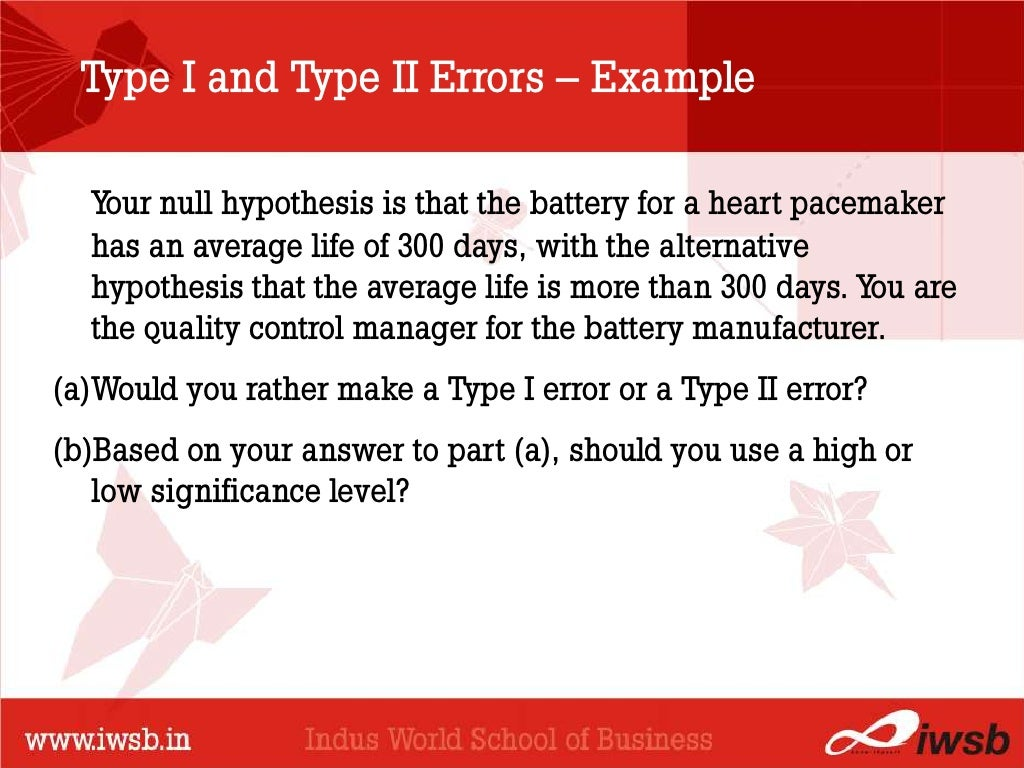 Type I and Type II Errors – Example
Your null hypothesis is that the battery for a heart pacemaker
has an average life of 300 days, with the alternative
hypothesis that the average life is more than 300 days. You are
the quality control manager for the battery manufacturer.
(a)Would you rather make a Type I error or a Type II error?
(b)Based on your answer to part (a), should you use a high or
low significance level?
www.iwsb.in
Indus World School of Business
iwsb